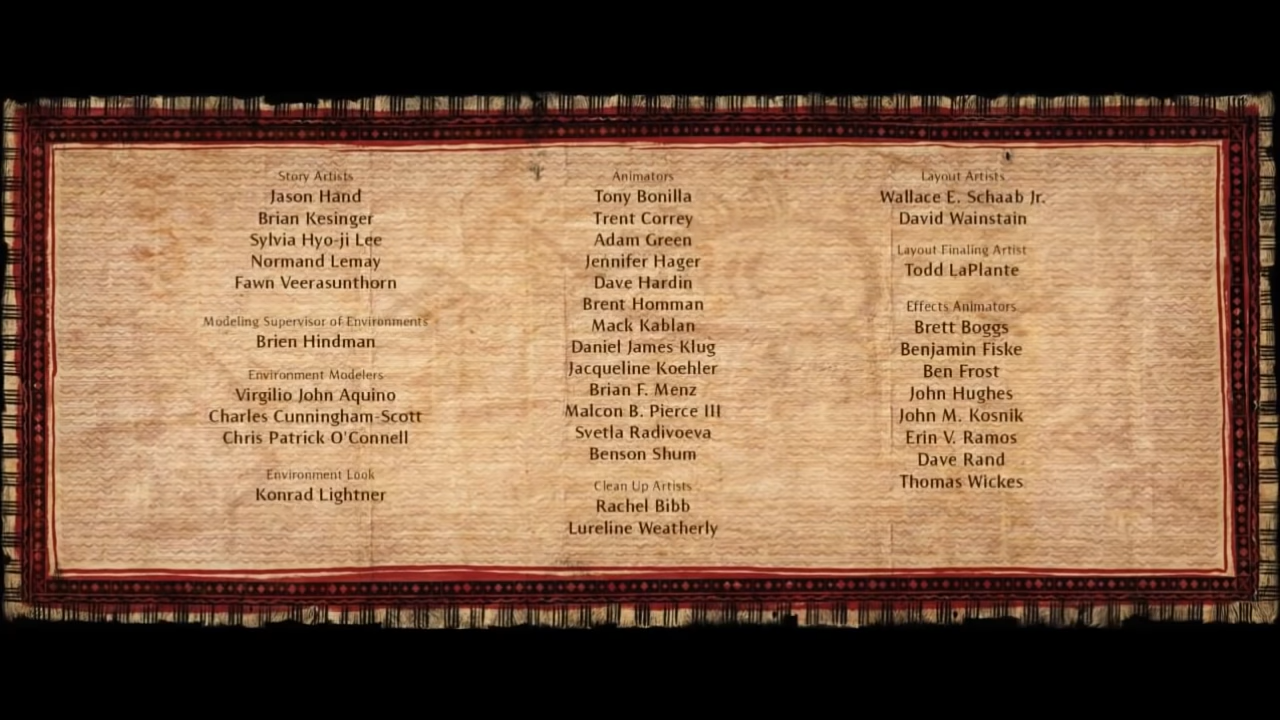 Story Artists
Jason Hand
Brian Kesinger
Sylvia Hyo-ji Lee
Normand Lemay
Fawn Veerasunthorn
Modeling Supervisor of Environments
Brien Hindman
Environment Modelers
Virgilio John Aquino
Charles Cunningham-Scott
Chris Patrick O'Connell
Environment Look
Konrad Lightner
Animators
Tony Bonilla
Trent Correy
Adam Green
Jennifer Hager
Dave Hardin
Brent Homman
Mack Kablan
Daniel James Klug
Jacqueline Koehler
Brian F. Menz
Malcon B. Pierce III
Svetla Radivoeva
Benson Shum
Clean Up Artists
Rachel Bibb
Lureline Weatherly
Layout Artists
Wallace E. Schaab Jr.
David Wainstain
Layout Finaling Artist
Todd LaPlante
Effects Animators
Brett Boggs
Benjamin Fiske
Ben Frost
John Hughes
John M. Kosnik
Erin V. Ramos
Dave Rand
Thomas Wickes